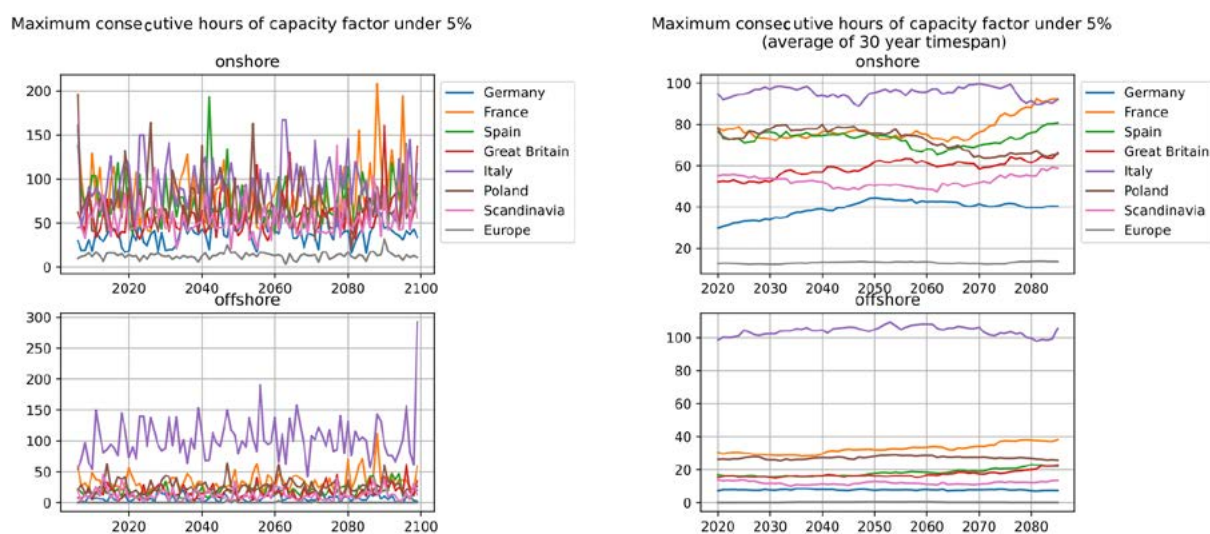 Maximum consecutive hours of capacity factor under 5%
onshore
200
150
100
50
0
2020 2040 2060 2080 2100
Germany
France
Spain
Great Britain
Italy
Poland
Scandinavia
Europe
offshore
300
250
200
150
100
50
0
2020 2040 2060 2080 2100
Maximum consecutive hours of capacity factor under 5%
(average of 30 year timespan)
onshore
100
80
60
40
20
2020 2030 2040 2050 2060 2070 2080
Germany
France
Spain
Great Britain
Italy
Poland
Scandinavia
Europe
offshore
100
80
60
40
20
0
2020 2030 2040 2050 2060 2070 2080